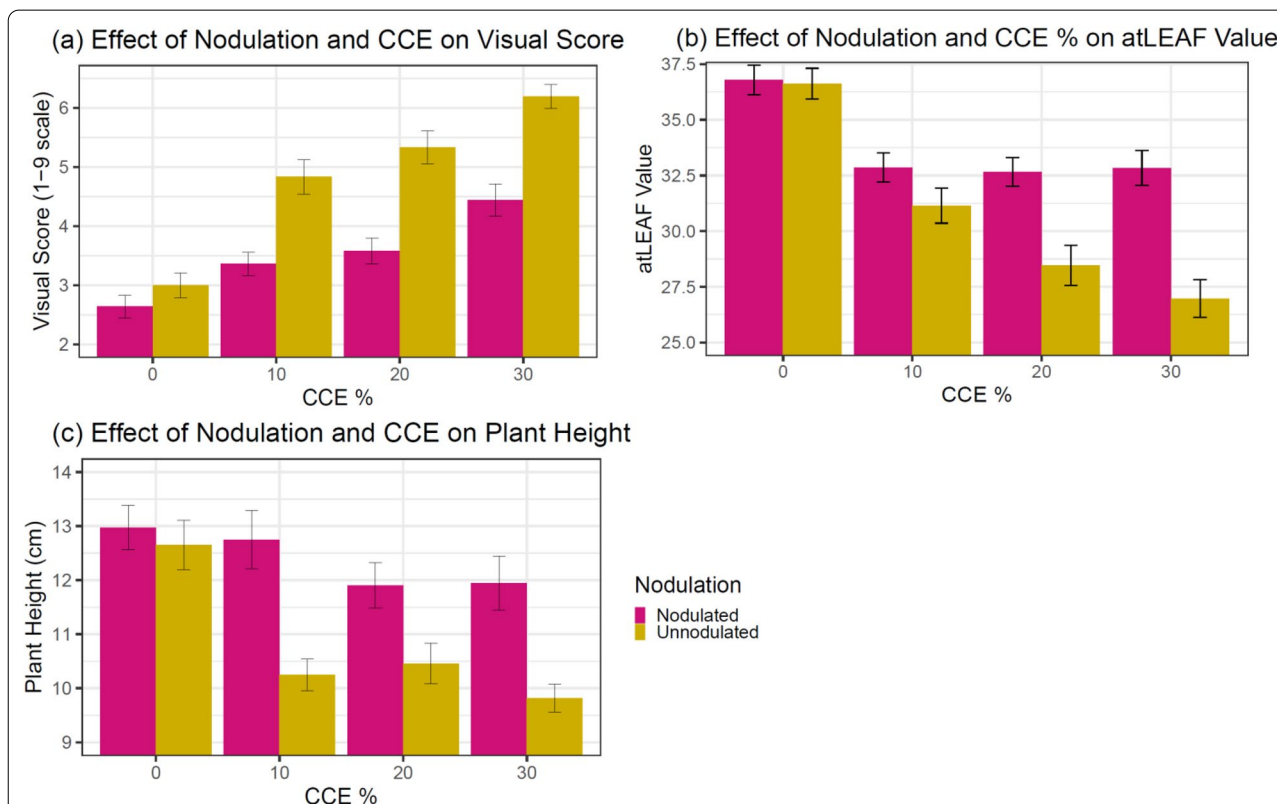 (a) Effect of Nodulation and CCE on Visual Score
Visual Score (1−9 scale)
6
5
4
3
2
0 10 20 30
CCE %
(b) Effect of Nodulation and CCE % on atLEAF Value
atLEAF Value
37.5
35.0
32.5
30.0
27.5
25.0
0 10 20 30
CCE %
(c) Effect of Nodulation and CCE on Plant Height
Plant Height (cm)
14
13
12
11
10
9
0 10 20 30
CCE %
Nodulation
Nodulated
Unnodulated